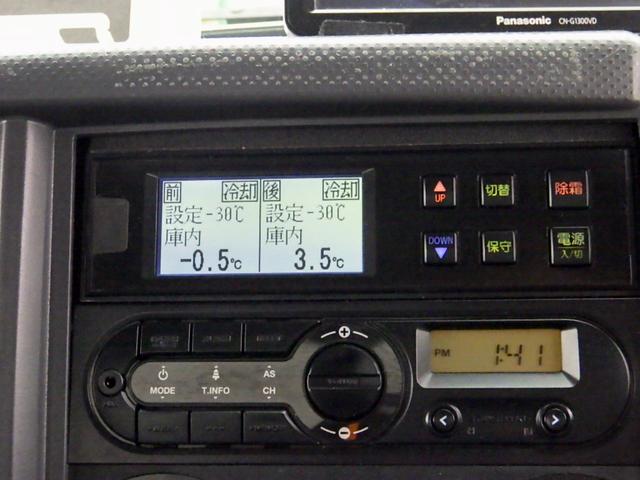 Panasonic CN-G1300VD
前 冷却 後 冷却
設定-30℃ 設定-30℃
庫内 庫内
-0.5℃ 3.5℃
UP 切替 除霜
DOWN 保守 電源
入/切
AS
MODE T.INFO CH
PM 1:41